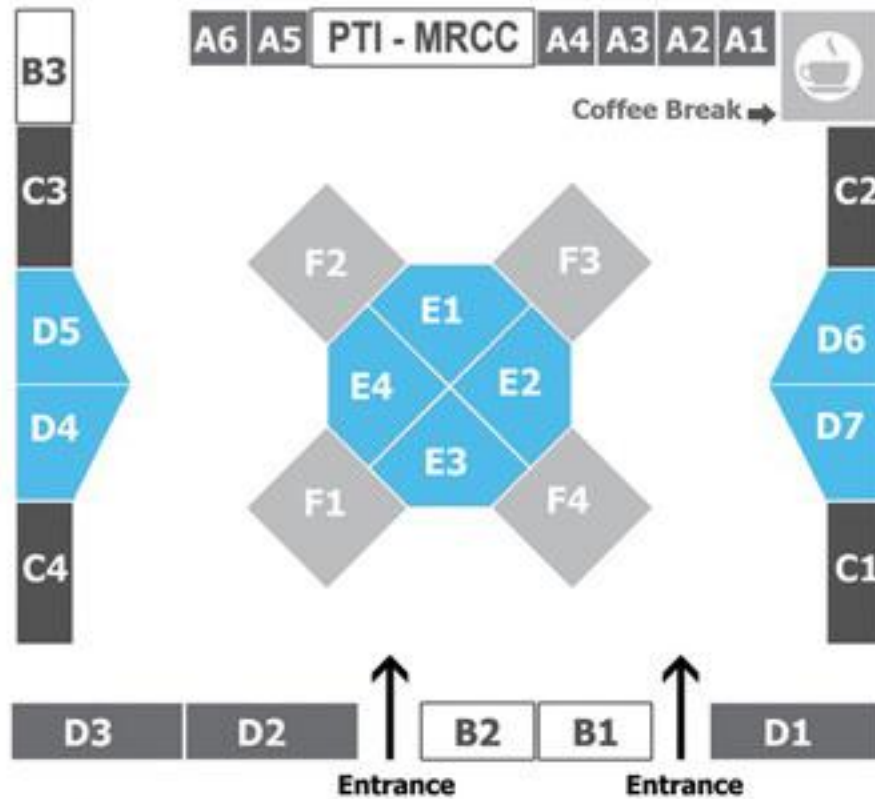 B3
A6
A5
PTI - MRCC
A4
A3
A2
A1
Coffee Break
C3
C2
F2
F3
E1
D5
D6
E4
E2
D4
D7
E3
F1
F4
C4
C1
D3
D2
B2
B1
D1
Entrance
Entrance